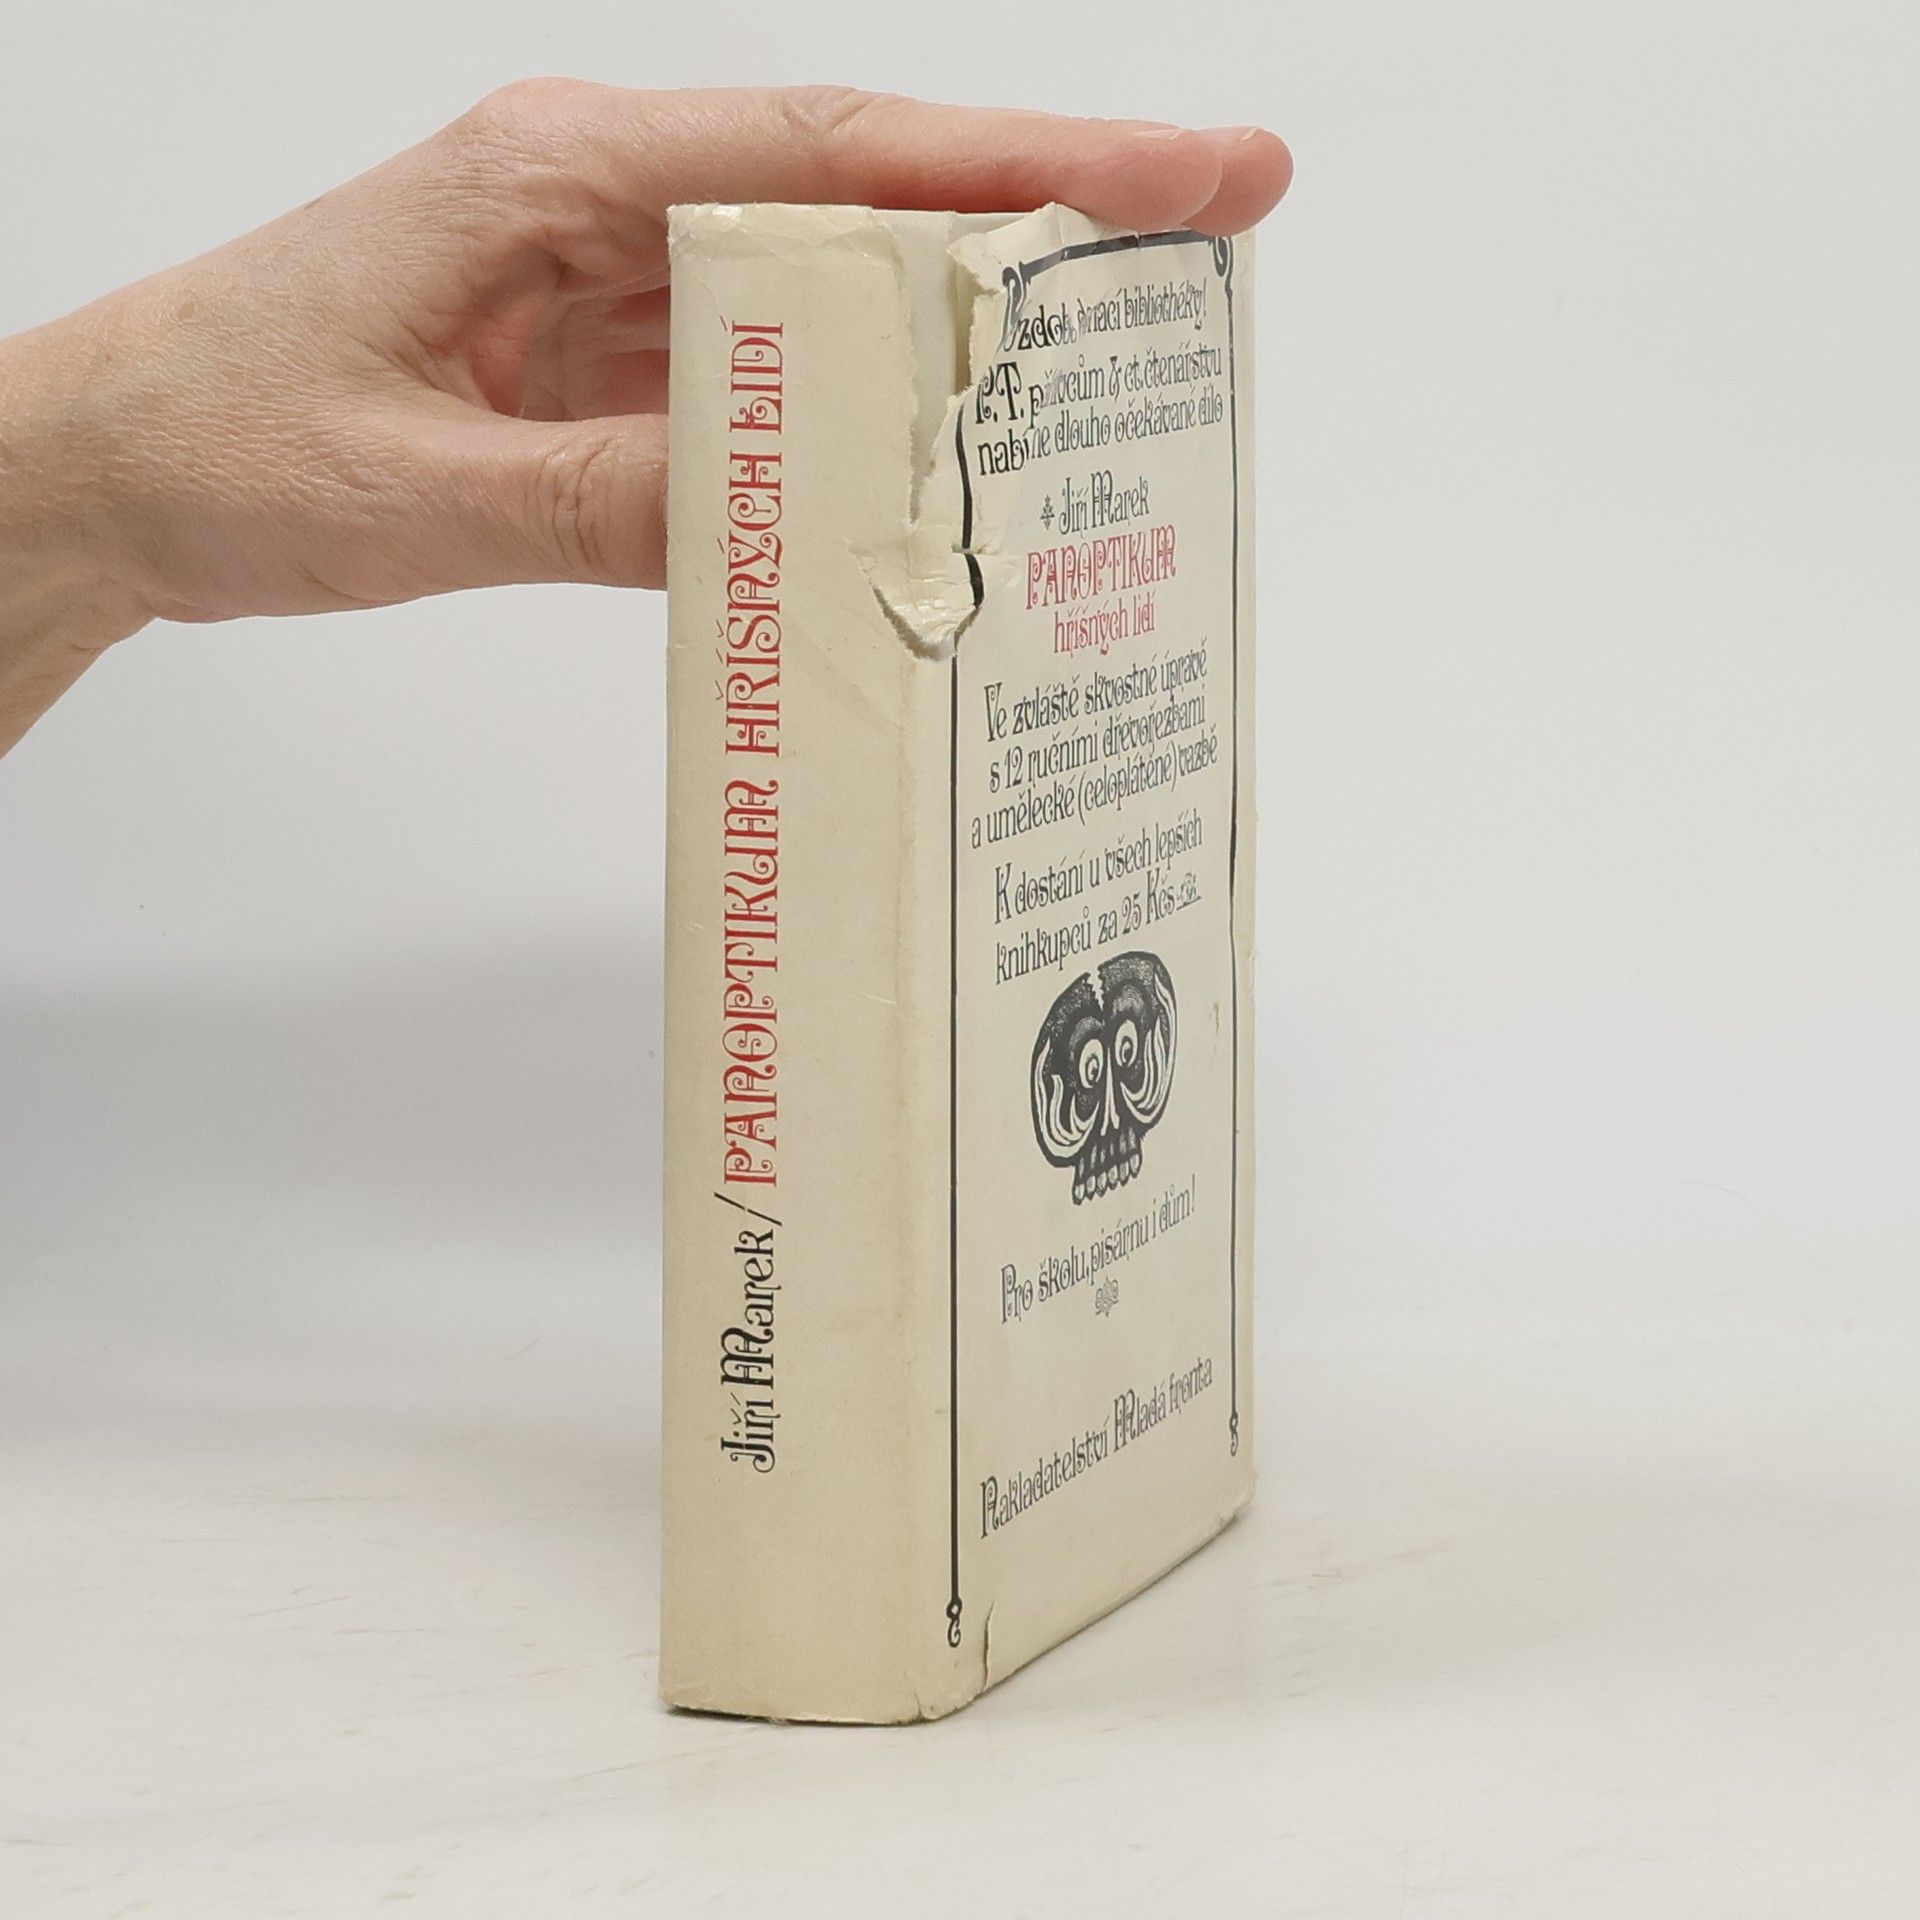 Jiří Marek/PANOPTIKUM HŘÍŠNÝCH LIDÍ
bibliothéky!
P.T. & ct. čtenářstvu
dlouho očekávané dílo
Jiří Marek
PANOPTIKUM
hříšných lidí
Ve zvláště skvostné úpravě
s 12 ručními dřevořezbami
a umělecké (celoplátěné) vazbě
K dostání u všech lepších
knihkupců za 25 Kčs
Pro školu, pisárnu i dům!
Nakladatelství Mladá fronta